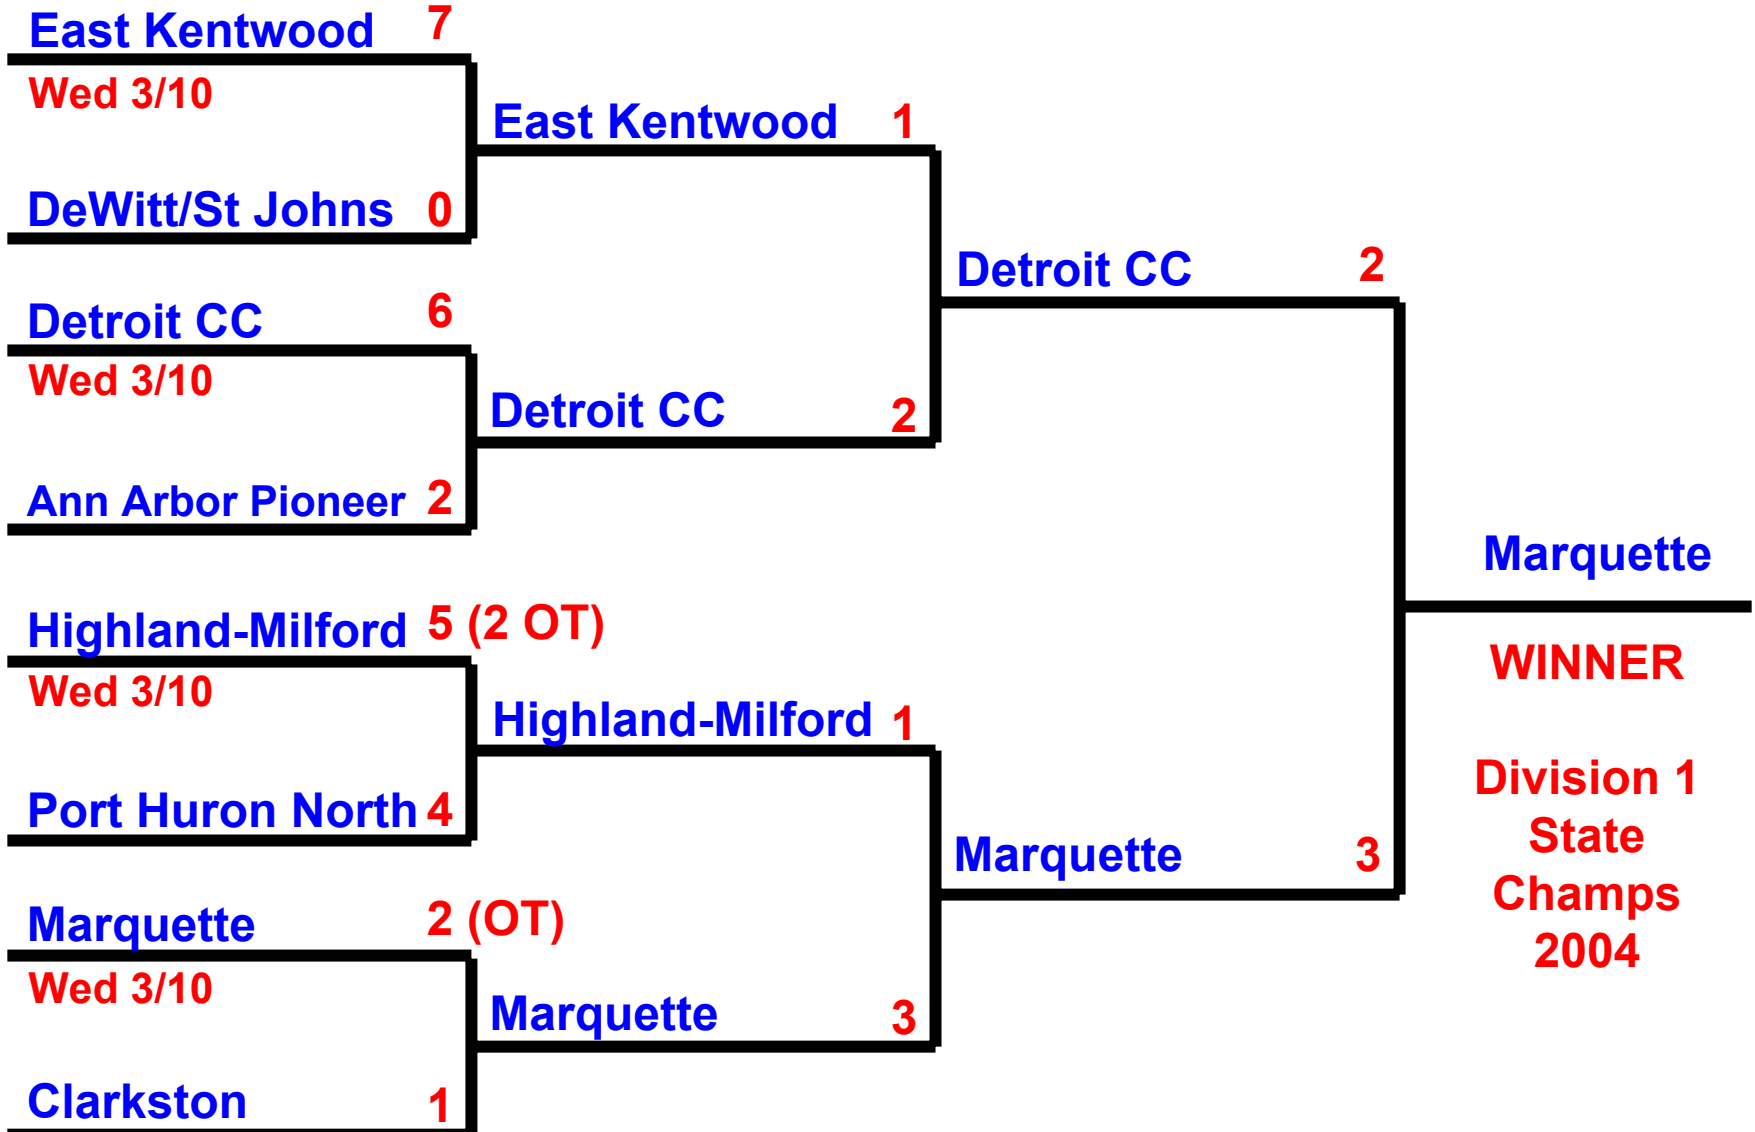 East Kentwood 7
Wed 3/10
DeWitt/St Johns 0
Detroit CC 6
Wed 3/10
Ann Arbor Pioneer 2
Highland-Milford 5 (2 OT)
Wed 3/10
Port Huron North 4
Marquette 2 (OT)
Wed 3/10
Clarkston 1
East Kentwood 1
Detroit CC 2
Highland-Milford 1
Marquette 3
Detroit CC 2
Marquette 3
Marquette
WINNER
Division 1
State
Champs
2004